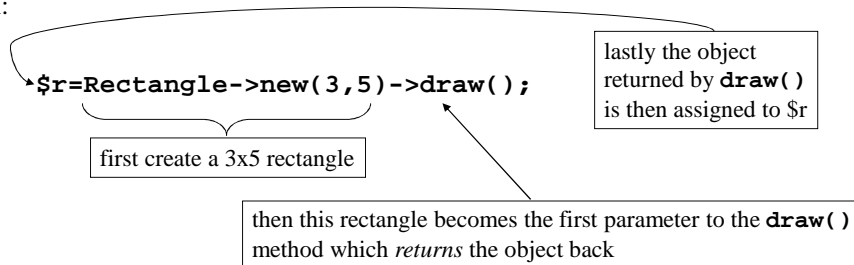 :
$r=Rectangle->new(3,5)->draw();
lastly the object
returned by draw()
is then assigned to $r
first create a 3x5 rectangle
then this rectangle becomes the first parameter to the draw()
method which returns the object back